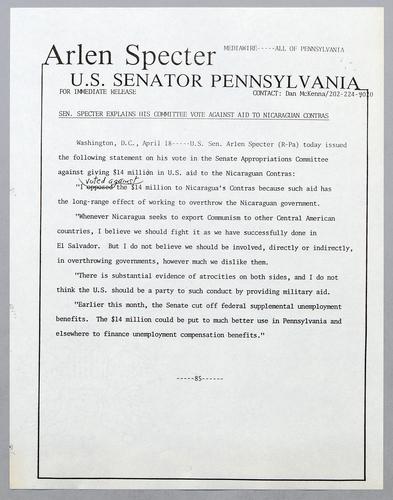 MEDIAWIRE-----ALL OF PENNSYLVANIA
Arlen Specter
U.S. SENATOR PENNSYLVANIA
FOR IMMEDIATE RELEASE CONTACT: Dan McKenna/202-224-9020
SEN. SPECTER EXPLAINS HIS COMMITTEE VOTE AGAINST AID TO NICARAGUAN CONTRAS
Washington, D.C., April 18-----U.S. Sen. Arlen Specter (R-Pa) today issued
the following statement on his vote in the Senate Appropriations Committee
against giving $14 million in U.S. aid to the Nicaraguan Contras:
voted against
"I opposed the $14 million to Nicaragua's Contras because such aid has
the long-range effect of working to overthrow the Nicaraguan government.
"Whenever Nicaragua seeks to export Communism to other Central American
countries, I believe we should fight it as we have successfully done in
El Salvador. But I do not believe we should be involved, directly or indirectly,
in overthrowing governments, however much we dislike them.
"There is substantial evidence of atrocities on both sides, and I do not
think the U.S. should be a party to such conduct by providing military aid.
"Earlier this month, the Senate cut off federal supplemental unemployment
benefits. The $14 million could be put to much better use in Pennsylvania and
elsewhere to finance unemployment compensation benefits."
-----85------